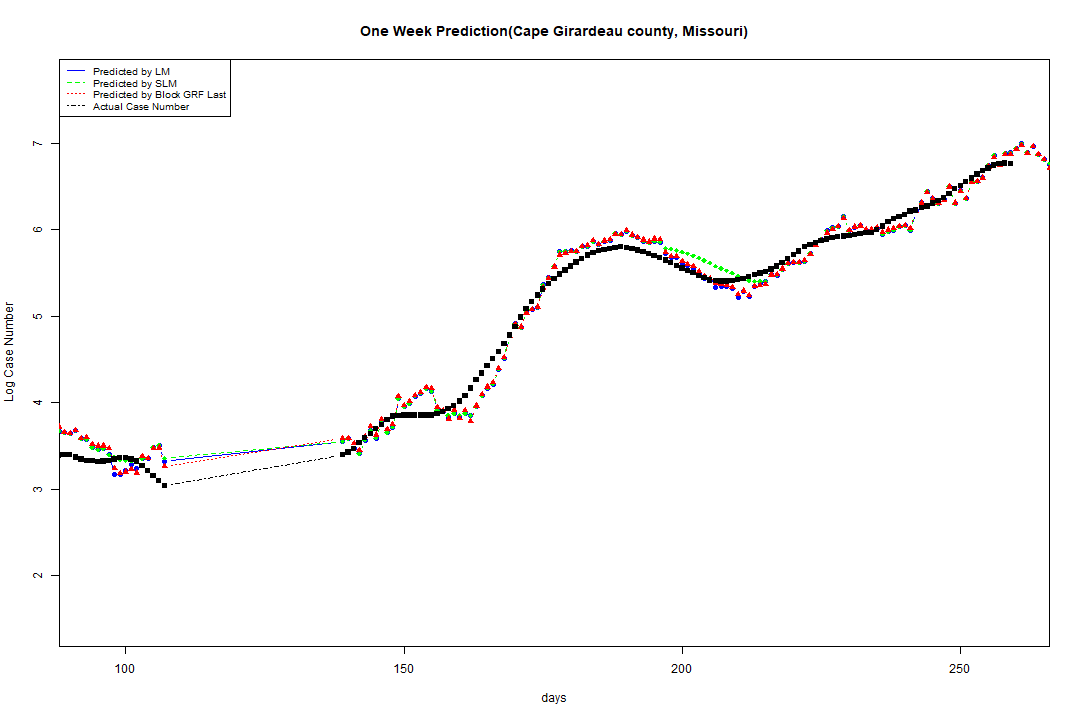 One Week Prediction(Cape Girardeau county, Missouri)
Predicted by LM
Predicted by SLM
Predicted by Block GRF Last
Actual Case Number
7
6
5
4
3
2
Log Case Number
100 150 200 250
days